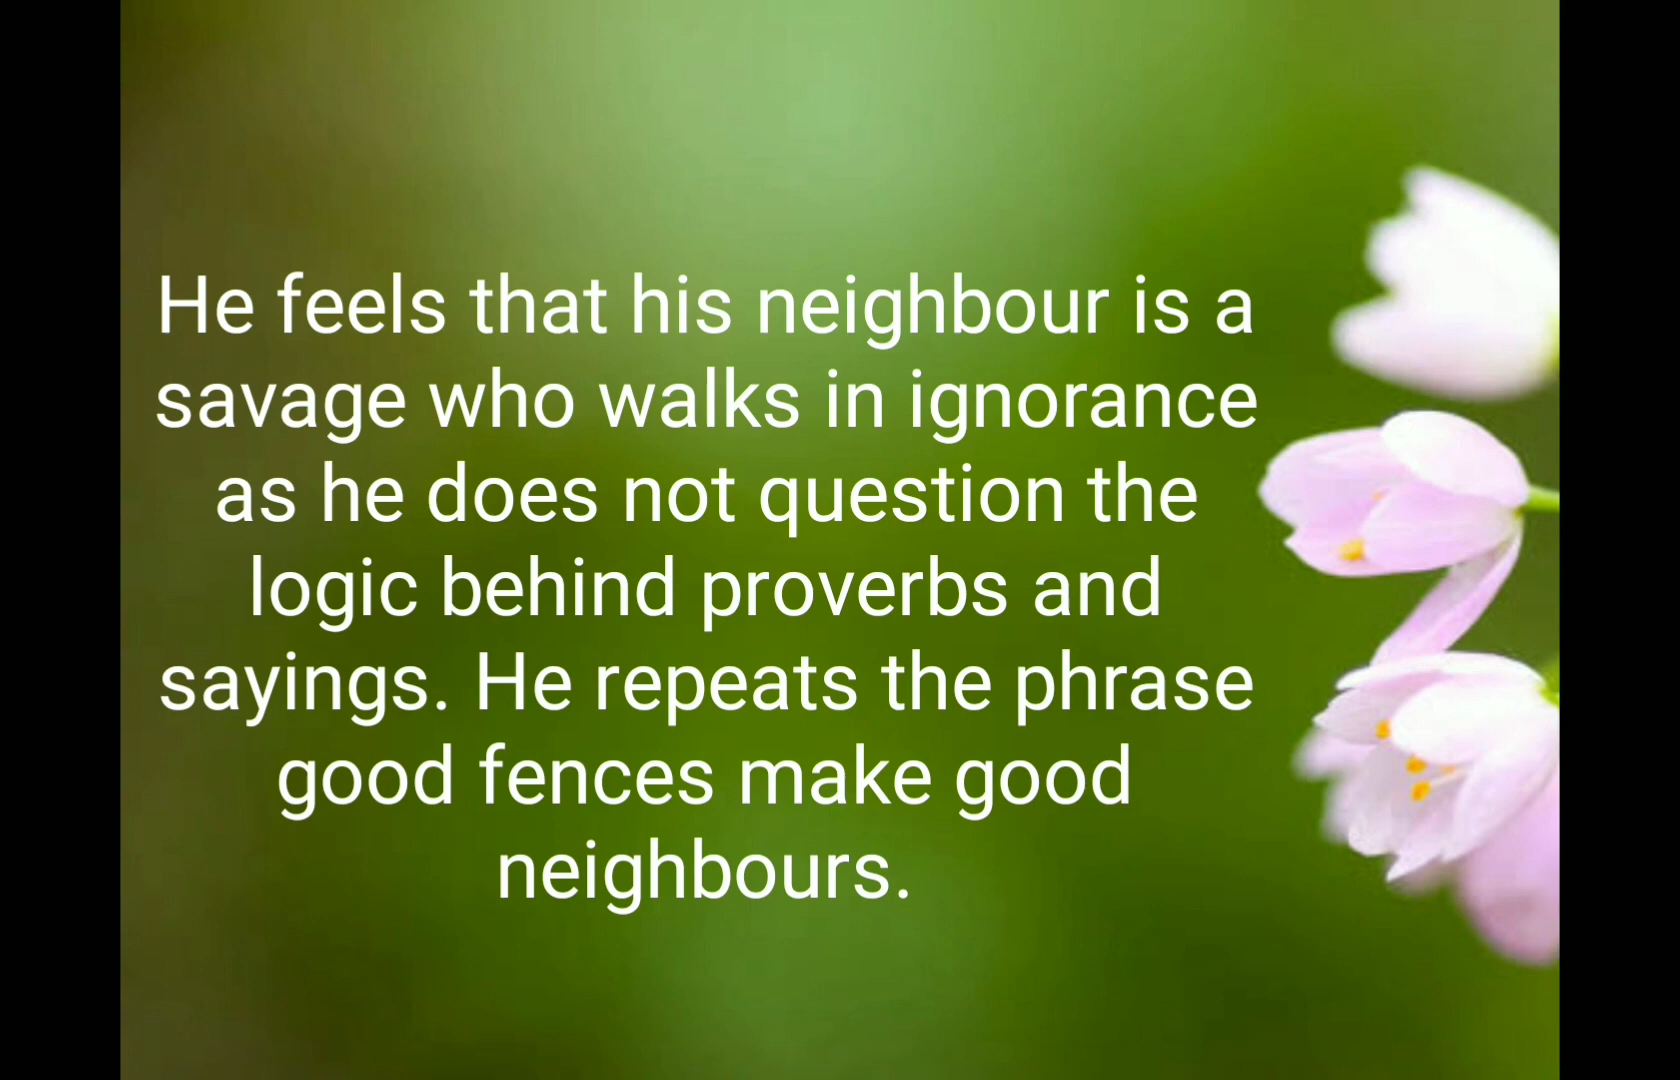 He feels that his neighbour is a
savage who walks in ignorance
as he does not question the
logic behind proverbs and
sayings. He repeats the phrase
good fences make good
neighbours.